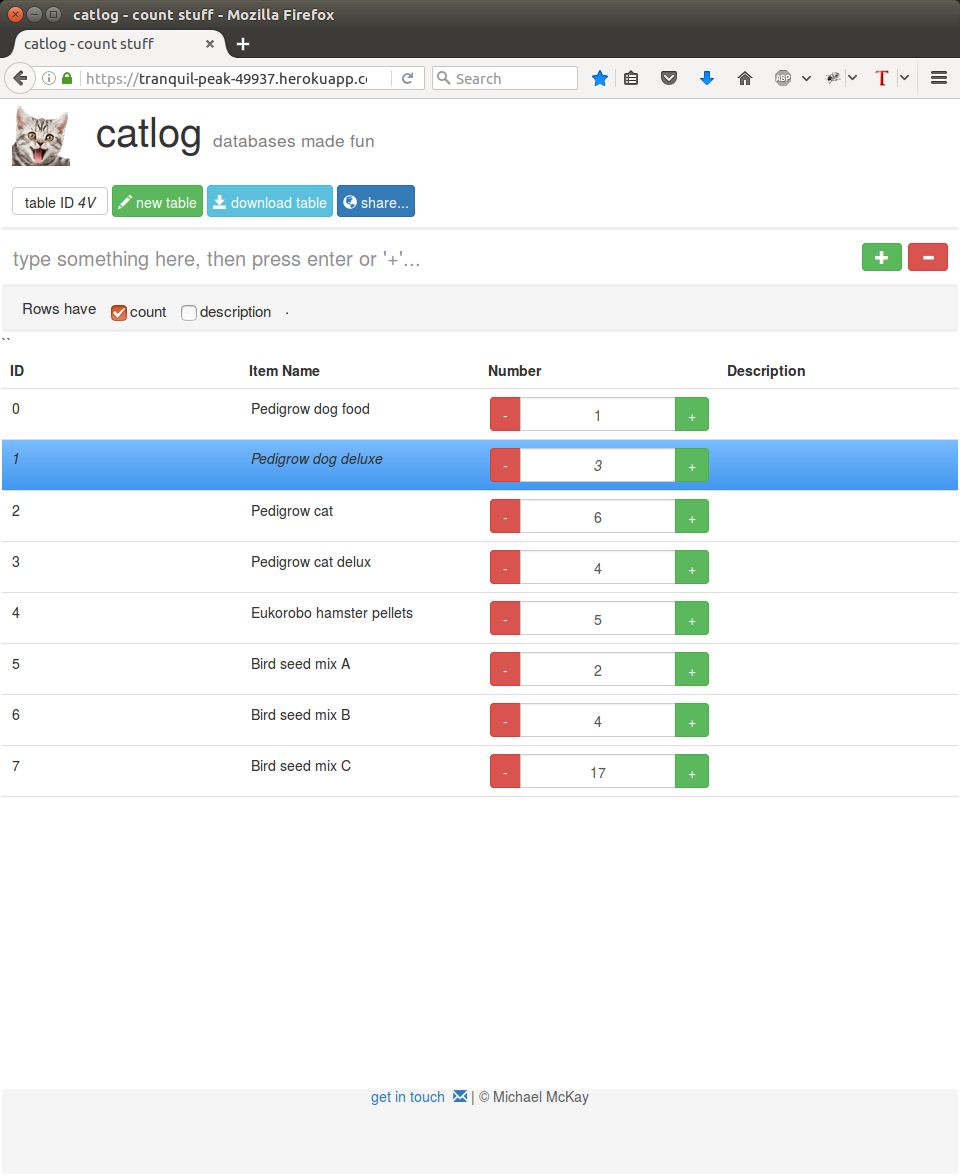 catlog - count stuff - Mozilla Firefox
catlog - count stuff
https://tranquil-peak-49937.herokuapp.c
Search
ABP
T
catlog databases made fun
table ID 4V new table download table share...
type something here, then press enter or '+'... + -
Rows have count description .
``
ID Item Name Number Description
0 Pedigrow dog food - 1 +
1 Pedigrow dog deluxe - 3 +
2 Pedigrow cat - 6 +
3 Pedigrow cat delux - 4 +
4 Eukorobo hamster pellets - 5 +
5 Bird seed mix A - 2 +
6 Bird seed mix B - 4 +
7 Bird seed mix C - 17 +
get in touch | © Michael McKay